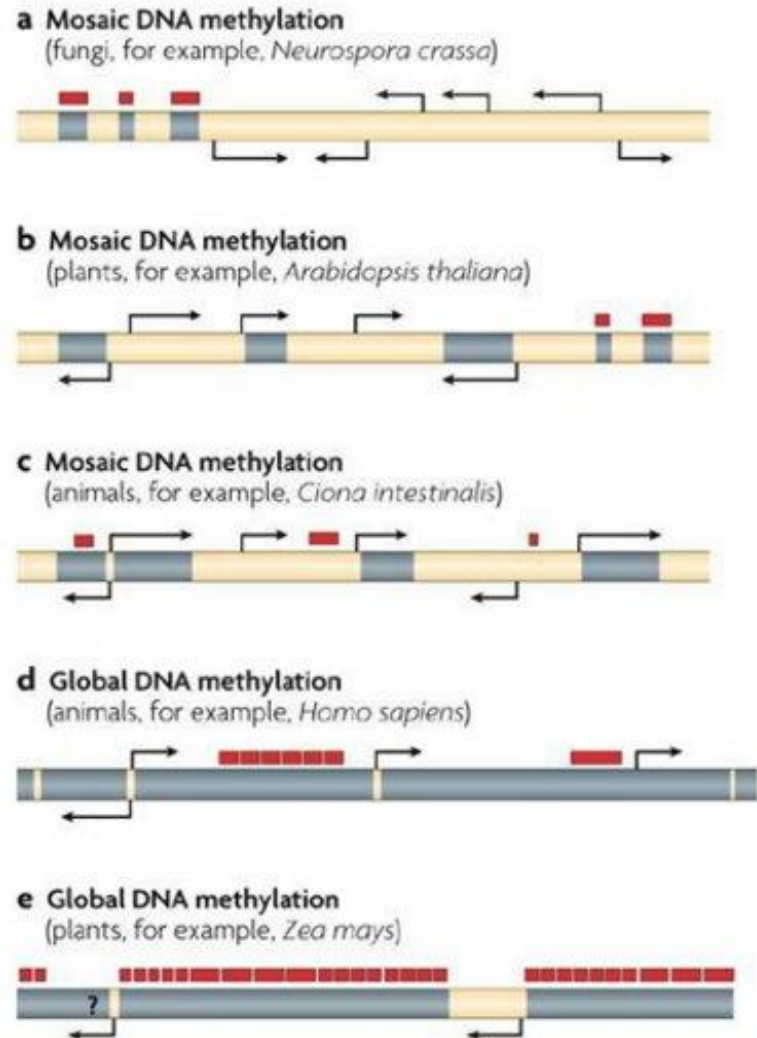 a Mosaic DNA methylation
(fungi, for example, Neurospora crassa)
b Mosaic DNA methylation
(plants, for example, Arabidopsis thaliana)
c Mosaic DNA methylation
(animals, for example, Ciona intestinalis)
d Global DNA methylation
(animals, for example, Homo sapiens)
e Global DNA methylation
(plants, for example, Zea mays)
?